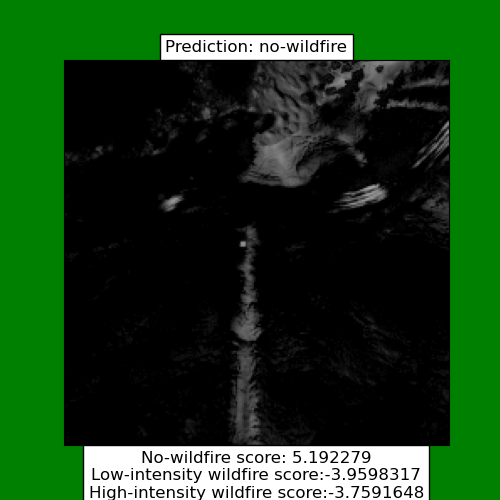 Prediction: no-wildfire
No-wildfire score: 5.192279
Low-intensity wildfire score:-3.9598317
High-intensity wildfire score:-3.7591648